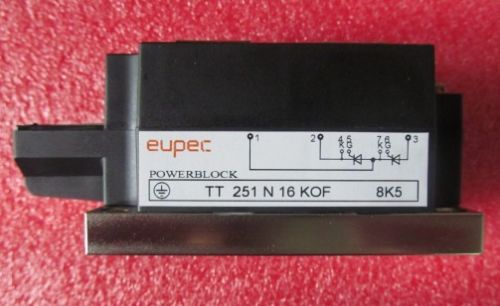 eupec
1 2 4 5 7 6 3
K G K G
POWERBLOCK
TT 251 N 16 KOF 8K5